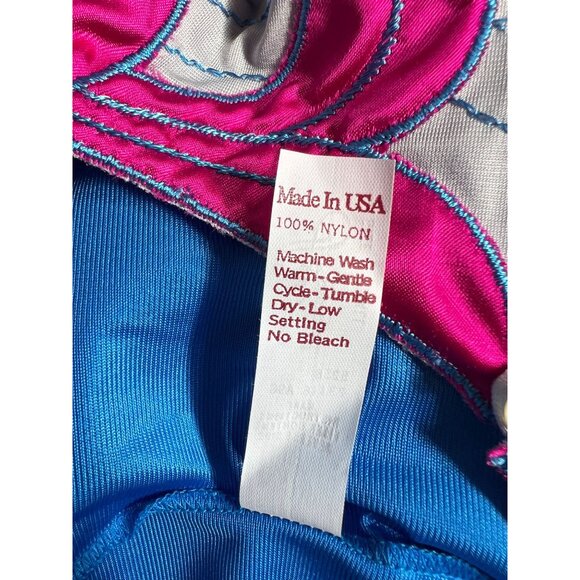 Made In USA
100% NYLON
Machine Wash
Warm-Gentle
Cycle-Tumble
Dry-Low
Setting
No Bleach